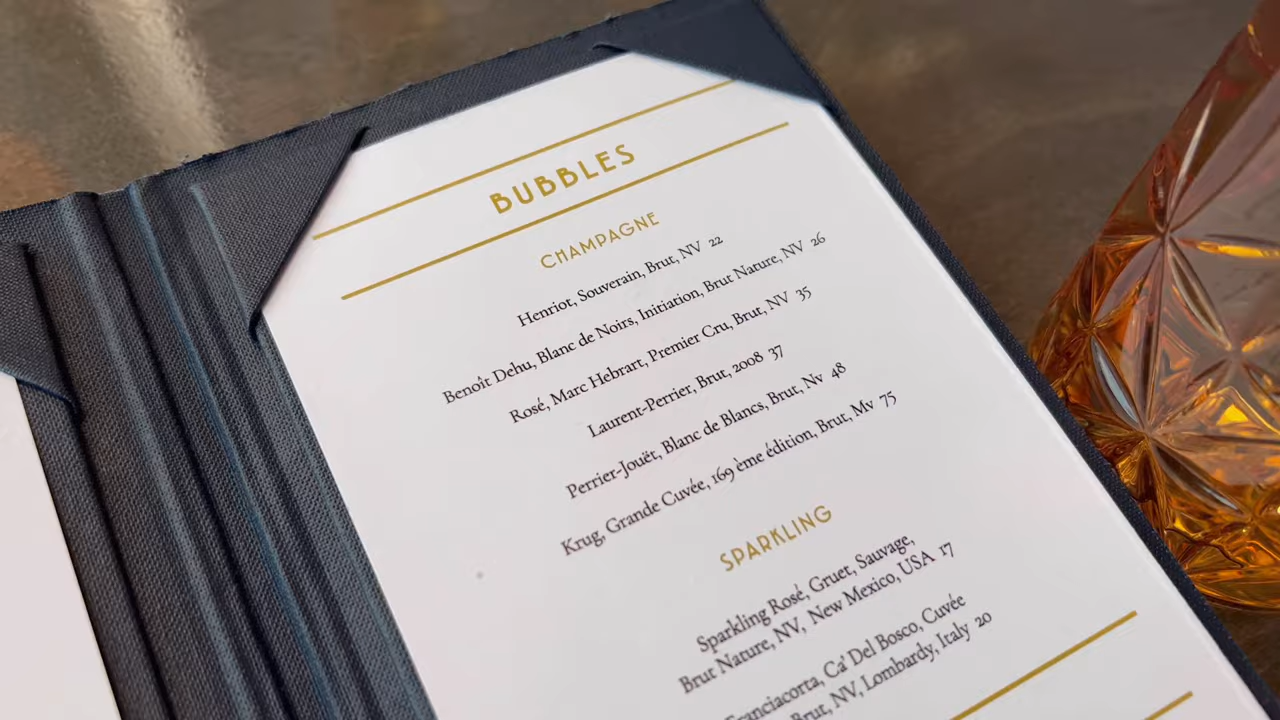 BUBBLES
CHAMPAGNE
Henriot, Souverain, Brut, NV 22
Benoît Dehu, Blanc de Noirs, Initiation, Brut Nature, NV 26
Rosé, Marc Hebrart, Premier Cru, Brut, NV 35
Laurent-Perrier, Brut, 2008 37
Perrier-Jouët, Blanc de Blancs, Brut, Nv 48
Krug, Grande Cuvée, 169 ème édition, Brut, Mv 75
SPARKLING
Sparkling Rosé, Gruet, Sauvage,
Brut Nature, NV, New Mexico, USA 17
Franciacorta, Ca' Del Bosco, Cuvée
Brut, NV, Lombardy, Italy 20